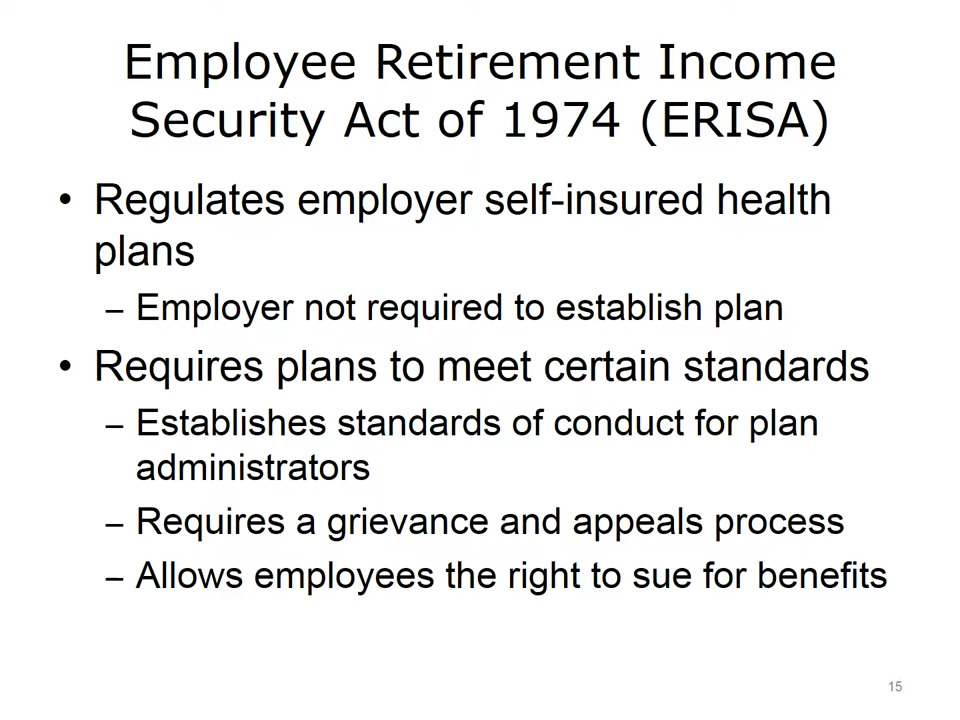 Employee Retirement Income
Security Act of 1974 (ERISA)
• Regulates employer self-insured health
plans
– Employer not required to establish plan
• Requires plans to meet certain standards
– Establishes standards of conduct for plan
administrators
– Requires a grievance and appeals process
– Allows employees the right to sue for benefits
15